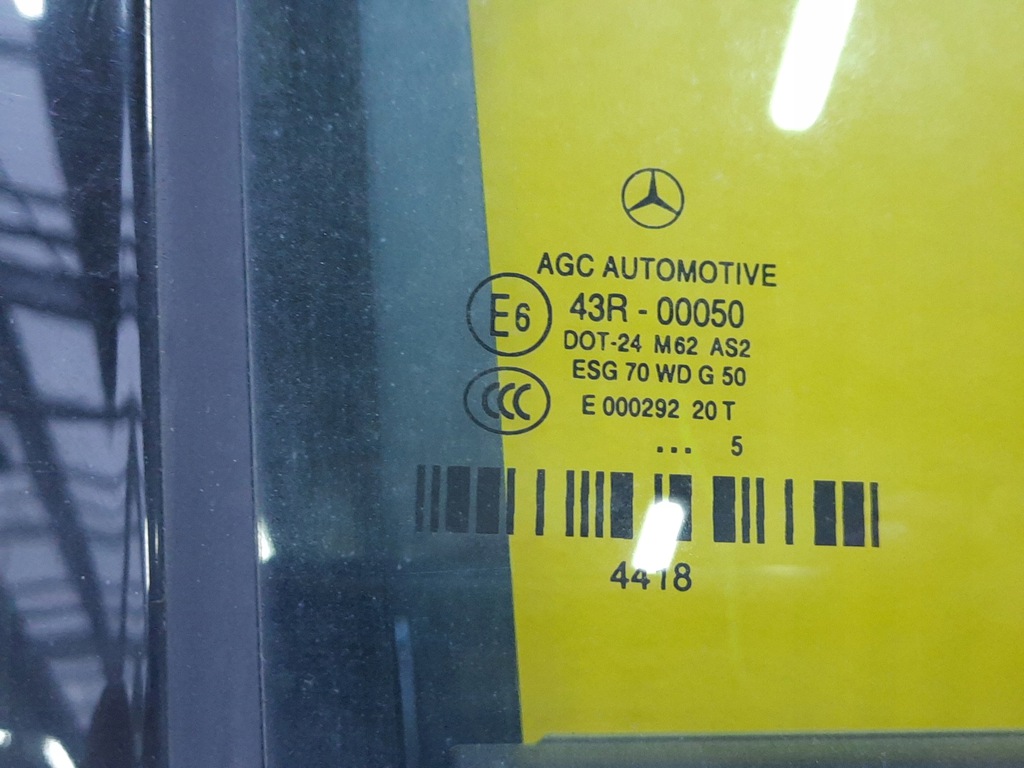 AGC AUTOMOTIVE
E6 43R - 00050
DOT-24 M62 AS2
ESG 70 WD G 50
CCC E 000292 20 T
... 5
4418